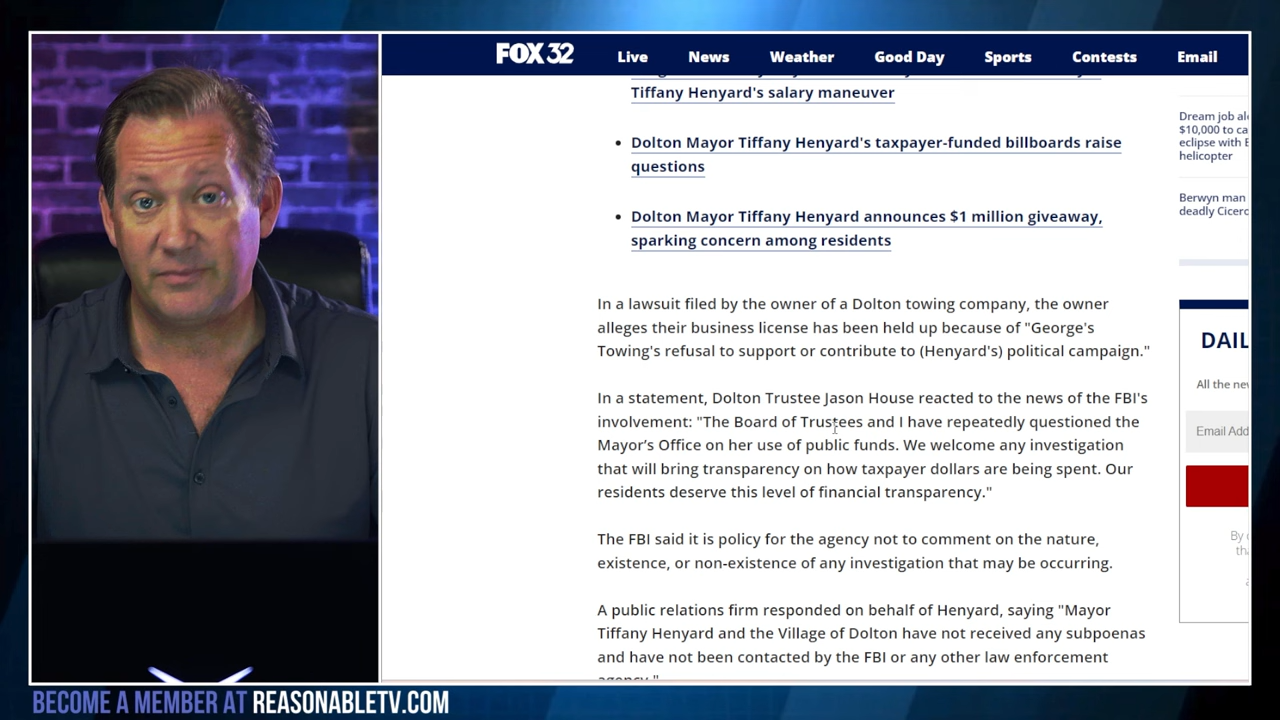 FOX 32
Live
News
Weather
Good Day
Sports
Contests
Email
Tiffany Henyard's salary maneuver
Dolton Mayor Tiffany Henyard's taxpayer-funded billboards raise
questions
Dolton Mayor Tiffany Henyard announces $1 million giveaway,
sparking concern among residents
In a lawsuit filed by the owner of a Dolton towing company, the owner
alleges their business license has been held up because of "George's
Towing's refusal to support or contribute to (Henyard's) political campaign."
In a statement, Dolton Trustee Jason House reacted to the news of the FBI's
involvement: "The Board of Trustees and I have repeatedly questioned the
Mayor's Office on her use of public funds. We welcome any investigation
that will bring transparency on how taxpayer dollars are being spent. Our
residents deserve this level of financial transparency."
The FBI said it is policy for the agency not to comment on the nature,
existence, or non-existence of any investigation that may be occurring.
A public relations firm responded on behalf of Henyard, saying "Mayor
Tiffany Henyard and the Village of Dolton have not received any subpoenas
and have not been contacted by the FBI or any other law enforcement
agency."
Dream job
$10,000 to
eclipse with
helicopter
Berwyn man
deadly
DAIL
All the
Email Add
By
BECOME A MEMBER AT REASONABLETV.COM